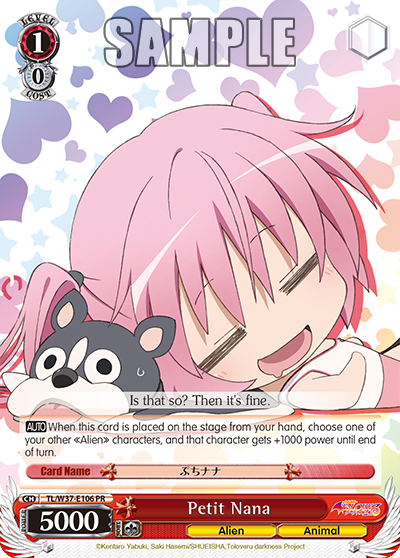 SAMPLE
LEVEL
1
0
COST
Is that so? Then it's fine.
AUTO When this card is placed on the stage from your hand, choose one of
your other «Alien» characters, and that character gets +1000 power until end
of turn.
Card Name ぷちナナ
CH TL/W37-E106 PR
POWER 5000 SOUL Petit Nana
Alien Animal
©Kentaro Yabuki, Saki Hasemi/SHUEISHA,Toloveru darkness Project